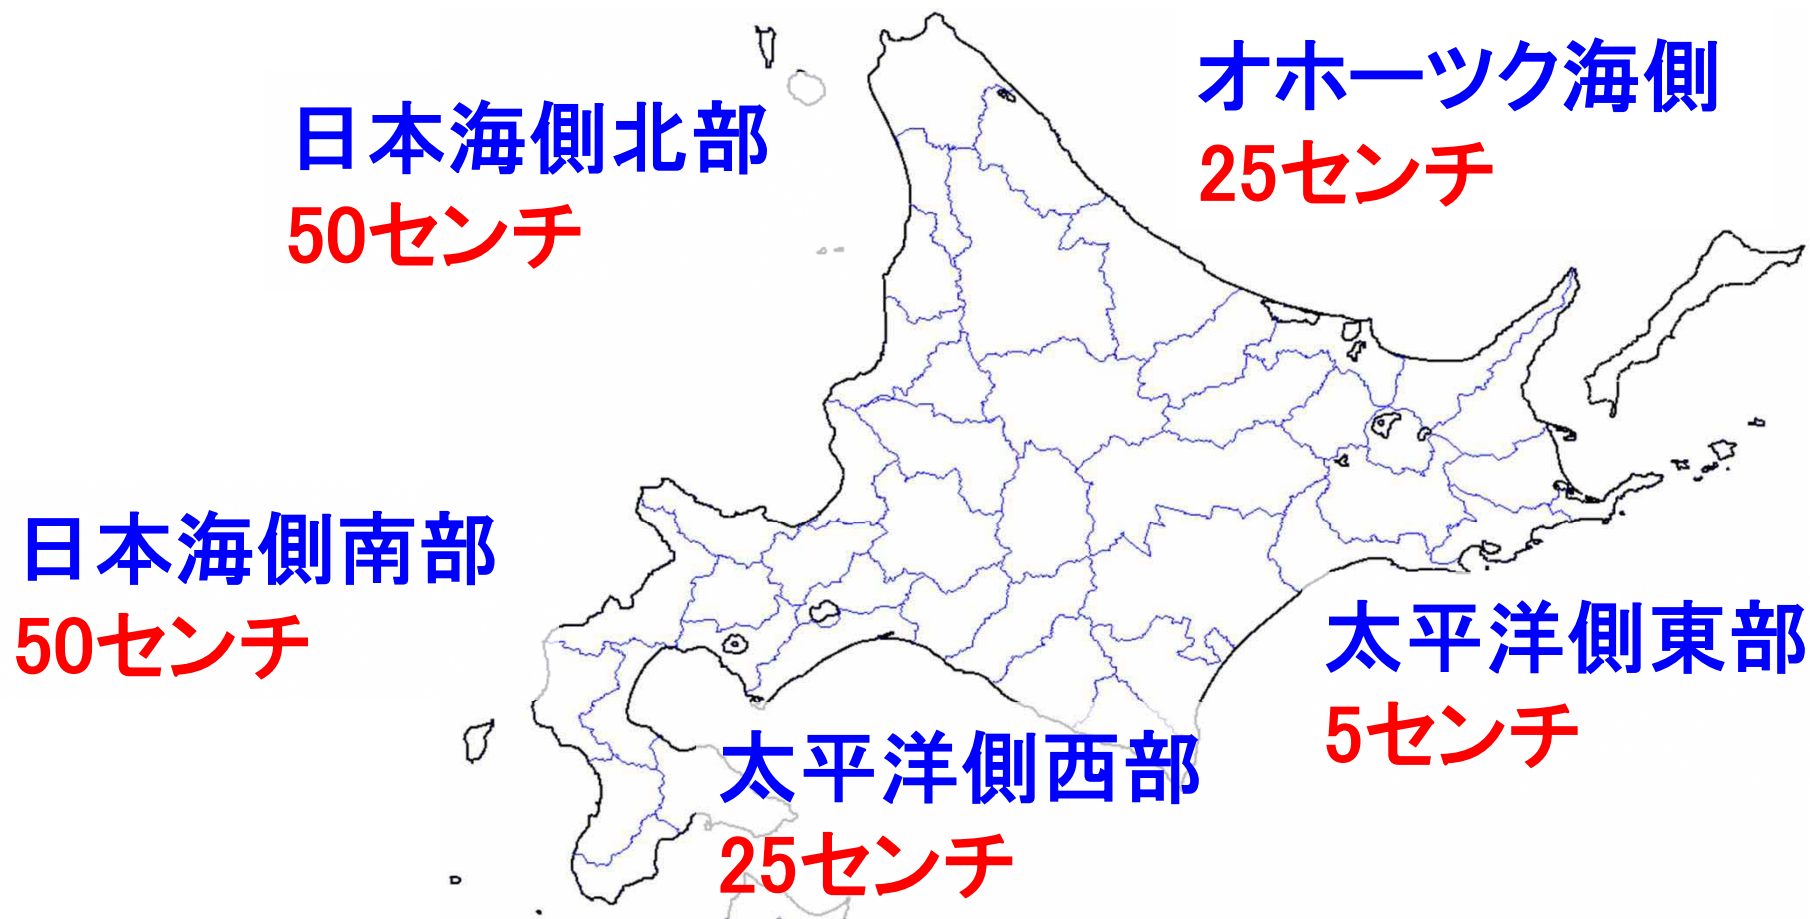 オホーツク海側
25センチ
日本海側北部
50センチ
日本海側南部
50センチ
太平洋側東部
5センチ
太平洋側西部
25センチ